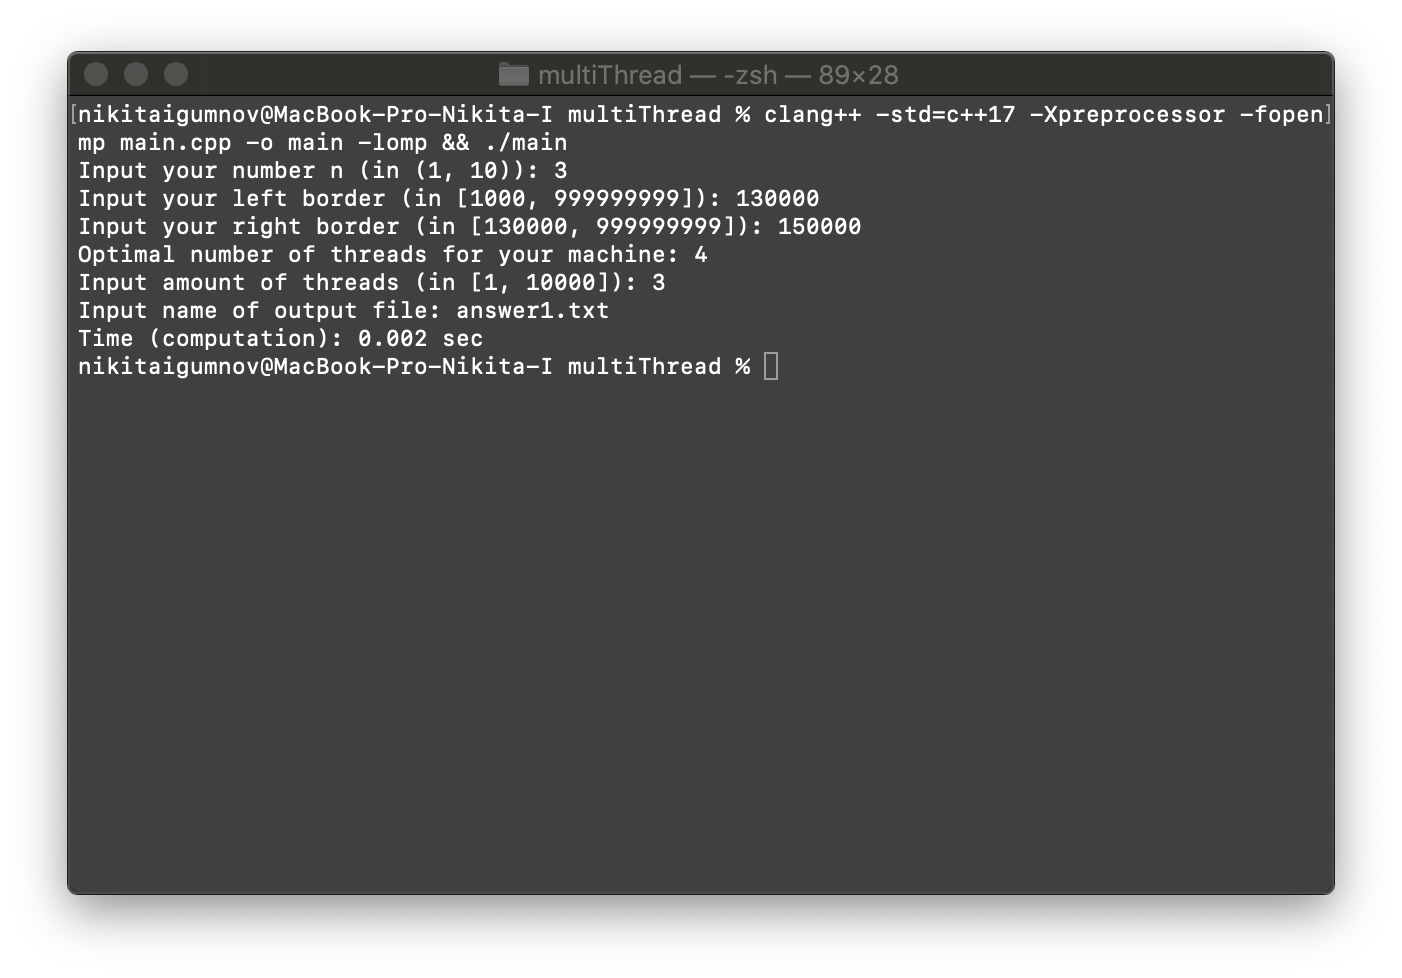 multiThread — -zsh — 89×28
nikitaigumnov@MacBook-Pro-Nikita-I multiThread % clang++ -std=c++17 -Xpreprocessor -fopen
mp main.cpp -o main -lomp && ./main
Input your number n (in (1, 10)): 3
Input your left border (in [1000, 999999999]): 130000
Input your right border (in [130000, 999999999]): 150000
Optimal number of threads for your machine: 4
Input amount of threads (in [1, 10000]): 3
Input name of output file: answer1.txt
Time (computation): 0.002 sec
nikitaigumnov@MacBook-Pro-Nikita-I multiThread %